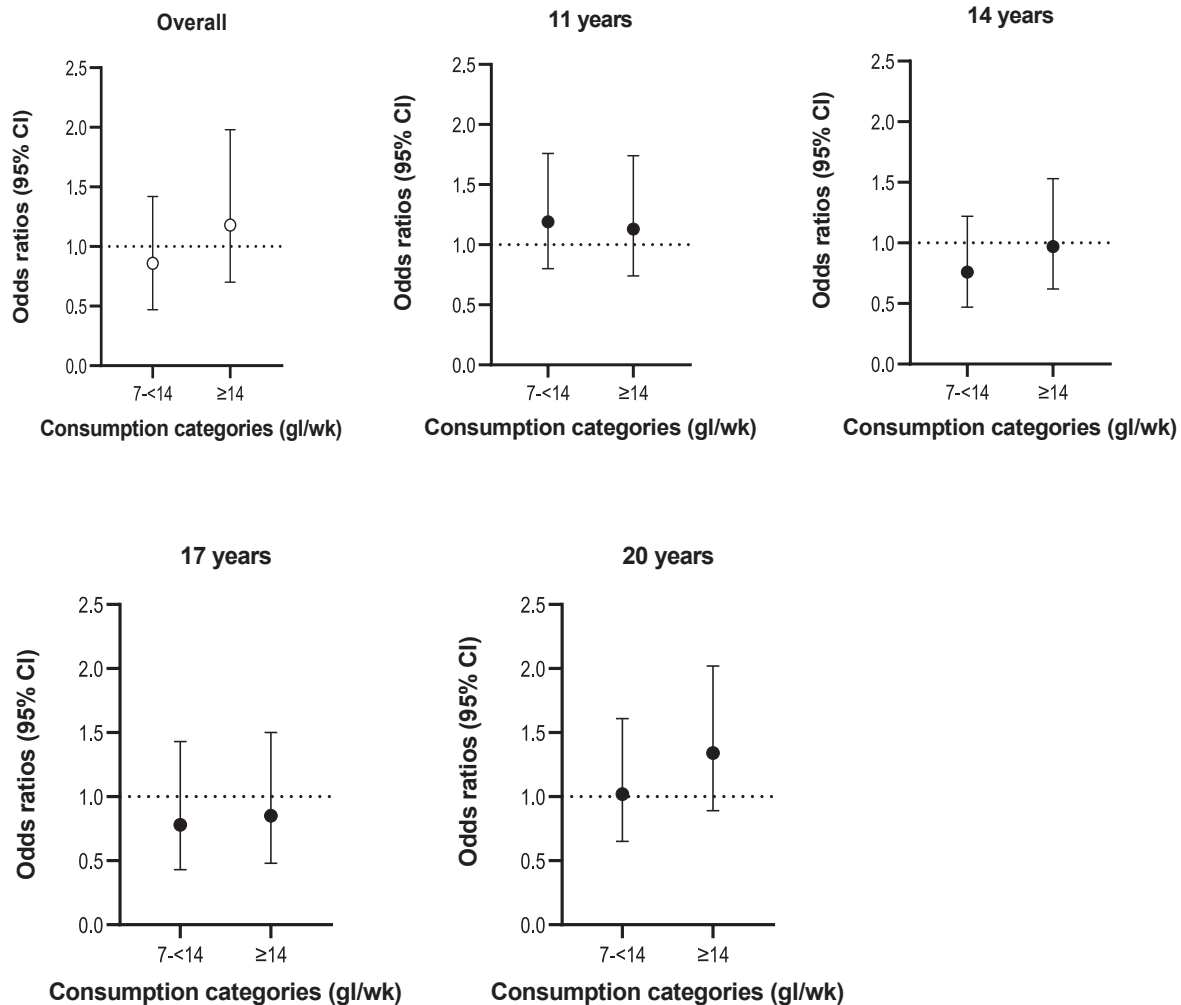 Overall
Odds ratios (95% CI)
2.5
2.0
1.5
1.0
0.5
0.0
7-<14 ≥14
Consumption categories (gl/wk)
11 years
Odds ratios (95% CI)
2.5
2.0
1.5
1.0
0.5
0.0
7-<14 ≥14
Consumption categories (gl/wk)
14 years
Odds ratios (95% CI)
2.5
2.0
1.5
1.0
0.5
0.0
7-<14 ≥14
Consumption categories (gl/wk)
17 years
Odds ratios (95% CI)
2.5
2.0
1.5
1.0
0.5
0.0
7-<14 ≥14
Consumption categories (gl/wk)
20 years
Odds ratios (95% CI)
2.5
2.0
1.5
1.0
0.5
0.0
7-<14 ≥14
Consumption categories (gl/wk)